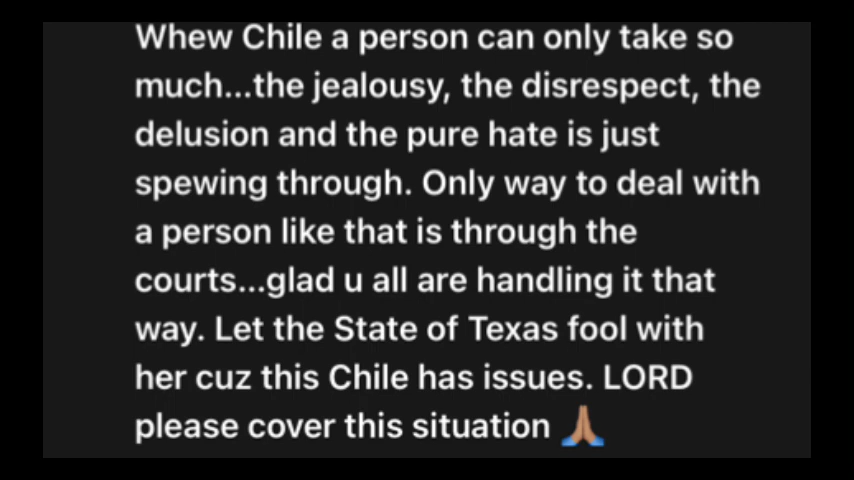 Whew Chile a person can only take so
much...the jealousy, the disrespect, the
delusion and the pure hate is just
spewing through. Only way to deal with
a person like that is through the
courts...glad u all are handling it that
way. Let the State of Texas fool with
her cuz this Chile has issues. LORD
please cover this situation 🙏🏽